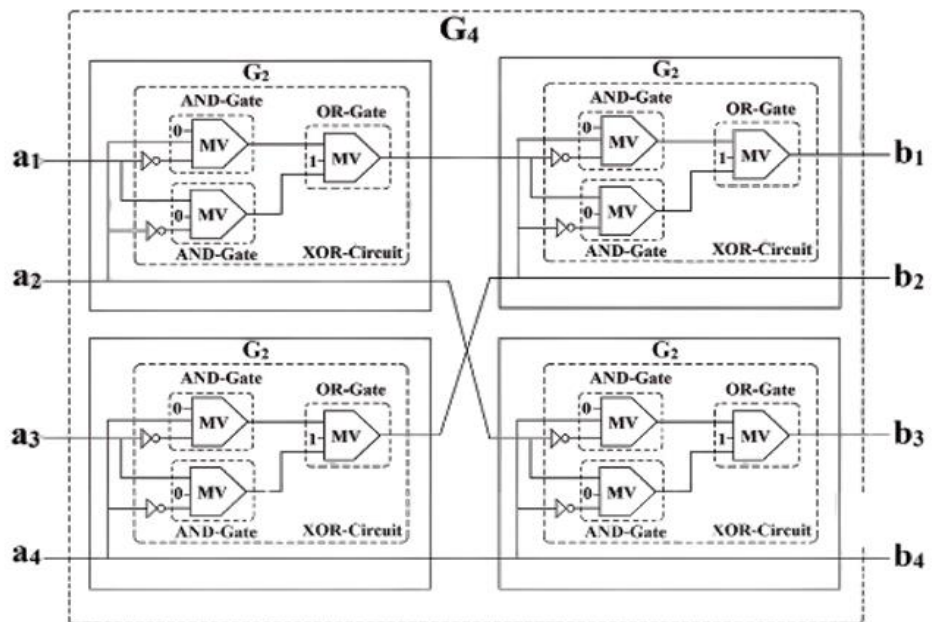 G4
G2
AND-Gate
OR-Gate
0
MV
1
MV
0
MV
AND-Gate
XOR-Circuit
G2
AND-Gate
OR-Gate
0
MV
1
MV
0
MV
AND-Gate
XOR-Circuit
a1
b1
a2
b2
G2
AND-Gate
OR-Gate
0
MV
1
MV
0
MV
AND-Gate
XOR-Circuit
G2
AND-Gate
OR-Gate
0
MV
1
MV
0
MV
AND-Gate
XOR-Circuit
a3
b3
a4
b4